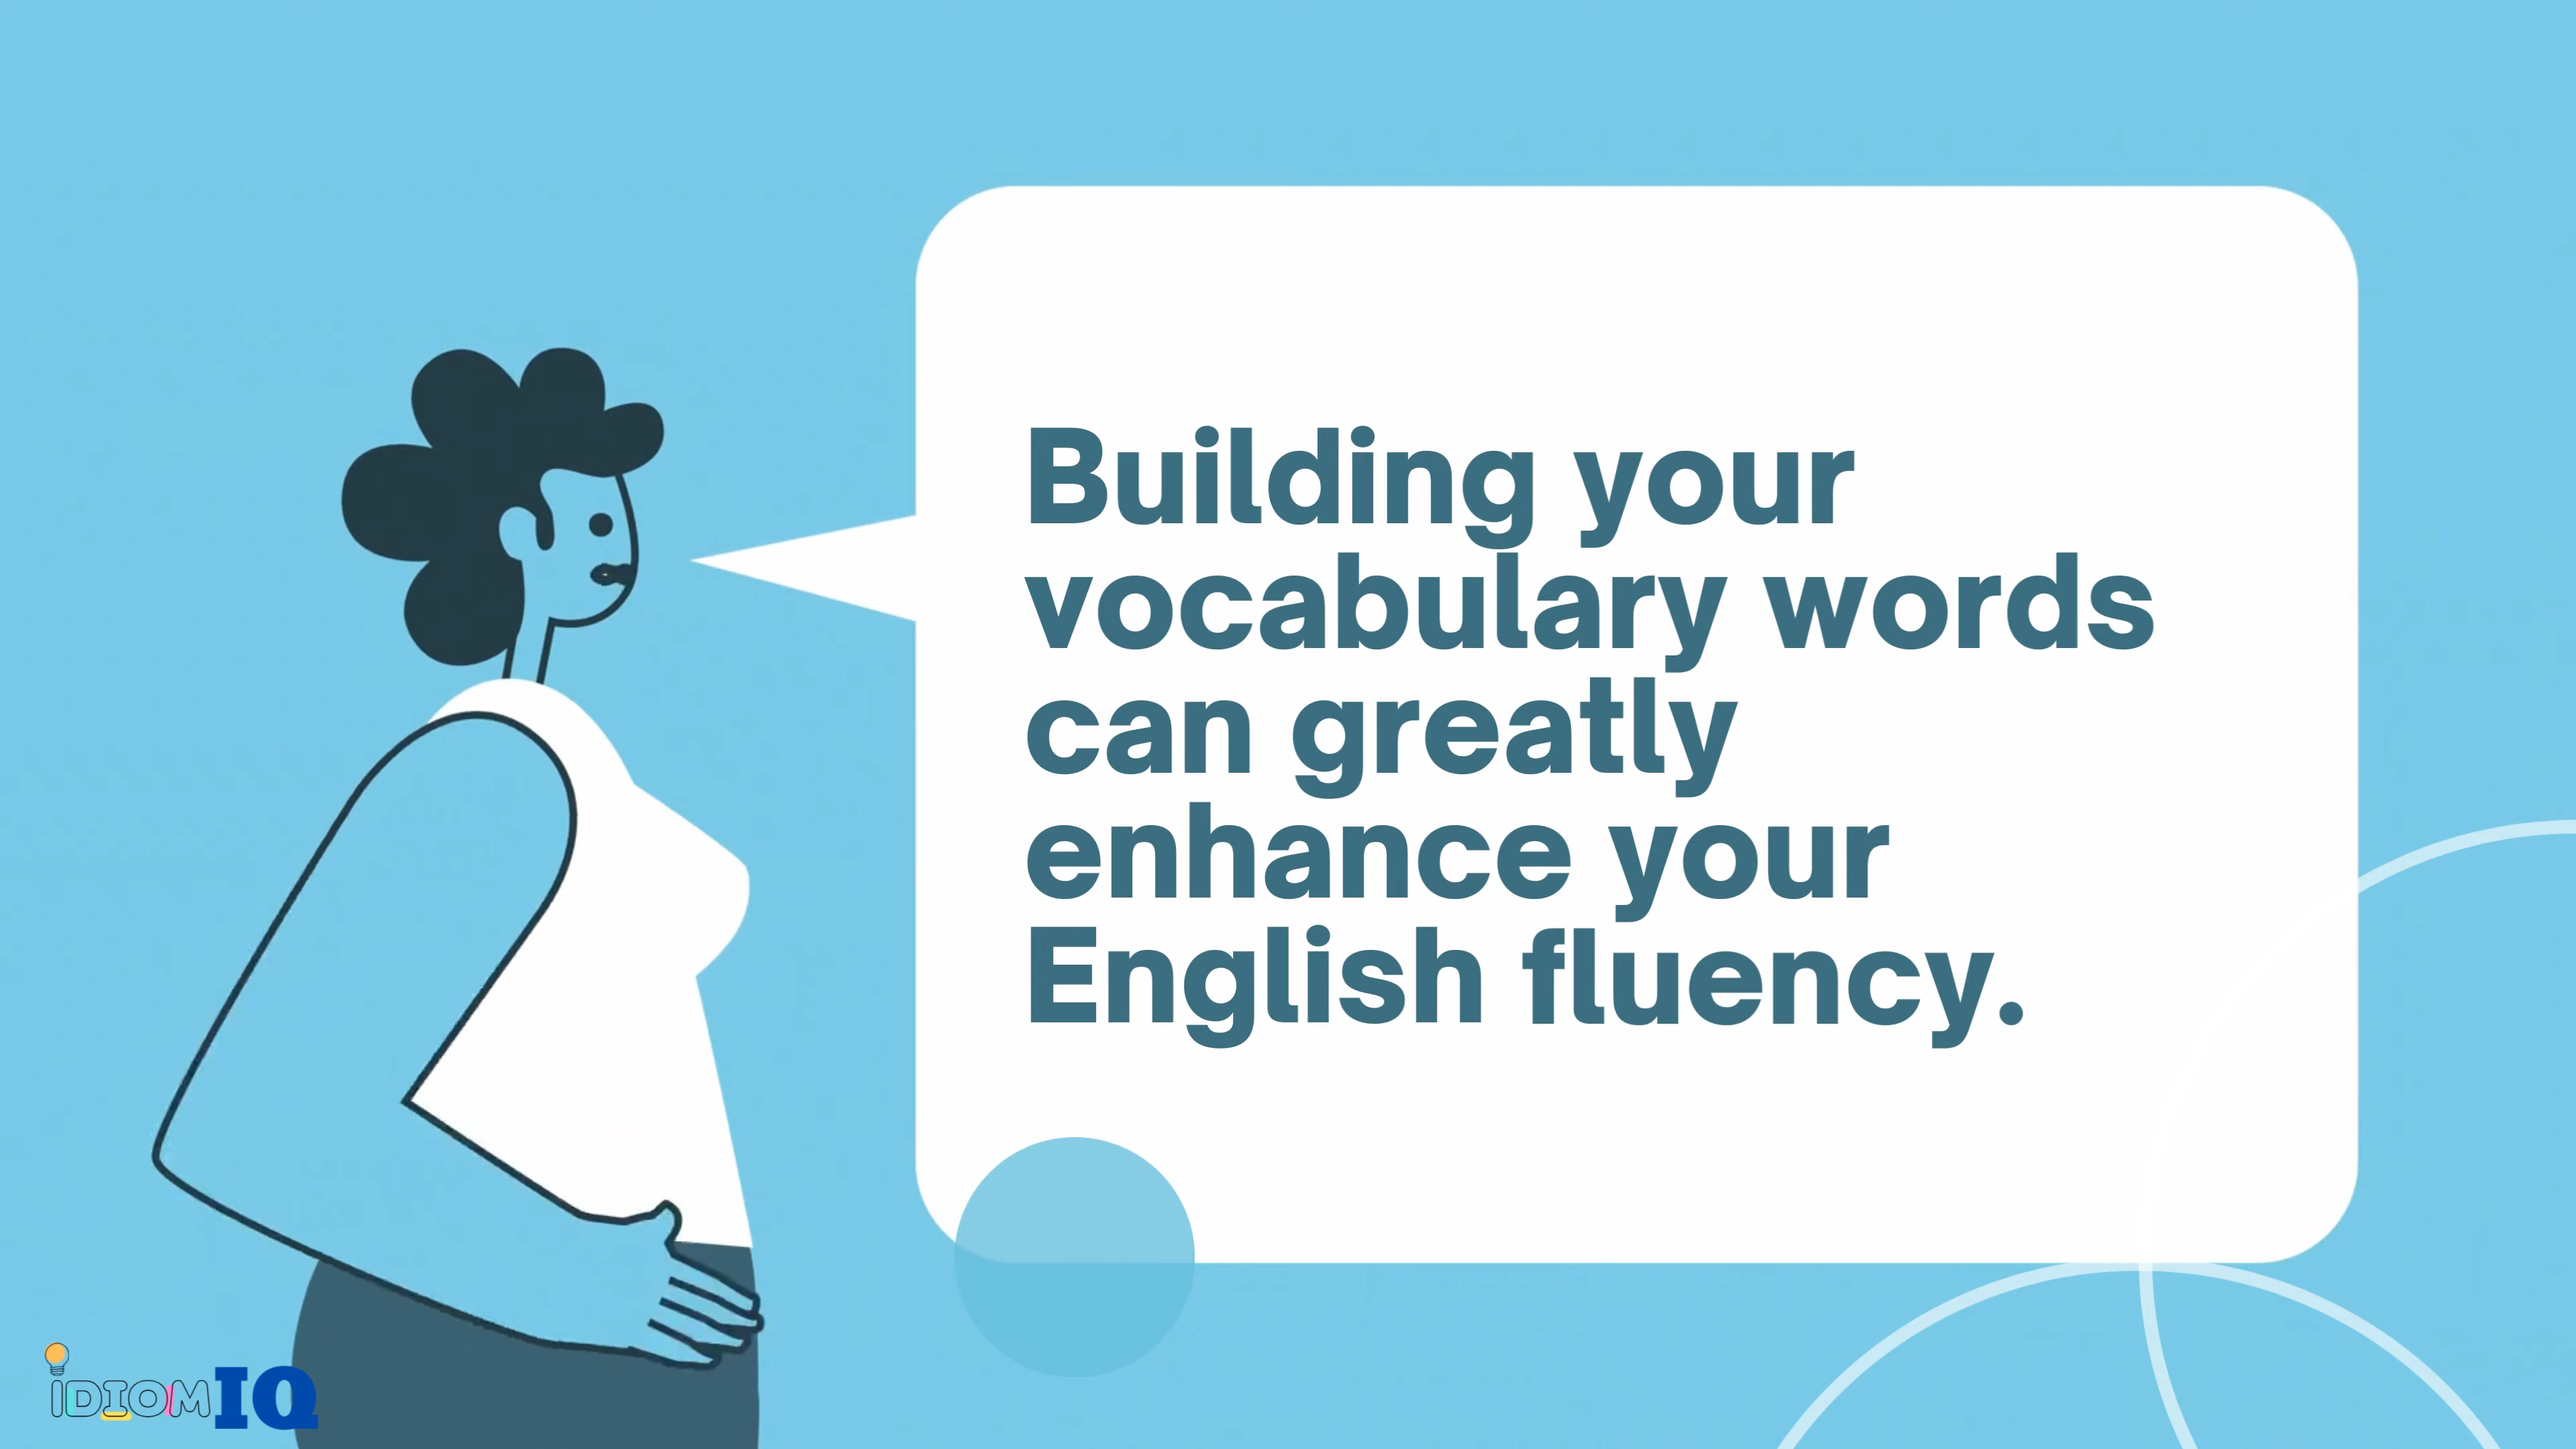 Building your
vocabulary words
can greatly
enhance your
English fluency.
iDIOMIQ